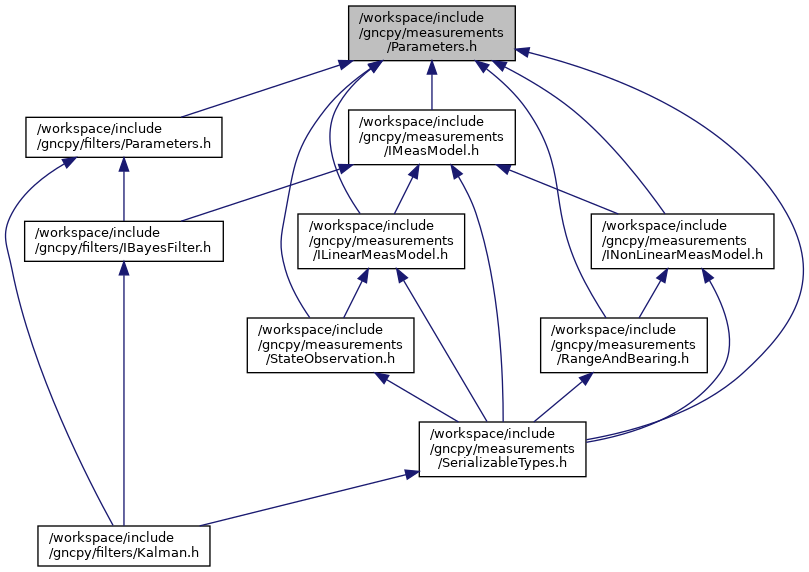 /workspace/include
/gncpy/measurements
/Parameters.h
/workspace/include
/gncpy/filters/Parameters.h
/workspace/include
/gncpy/measurements
/IMeasModel.h
/workspace/include
/gncpy/filters/IBayesFilter.h
/workspace/include
/gncpy/measurements
/ILinearMeasModel.h
/workspace/include
/gncpy/measurements
/INonLinearMeasModel.h
/workspace/include
/gncpy/measurements
/StateObservation.h
/workspace/include
/gncpy/measurements
/RangeAndBearing.h
/workspace/include
/gncpy/measurements
/SerializableTypes.h
/workspace/include
/gncpy/filters/Kalman.h